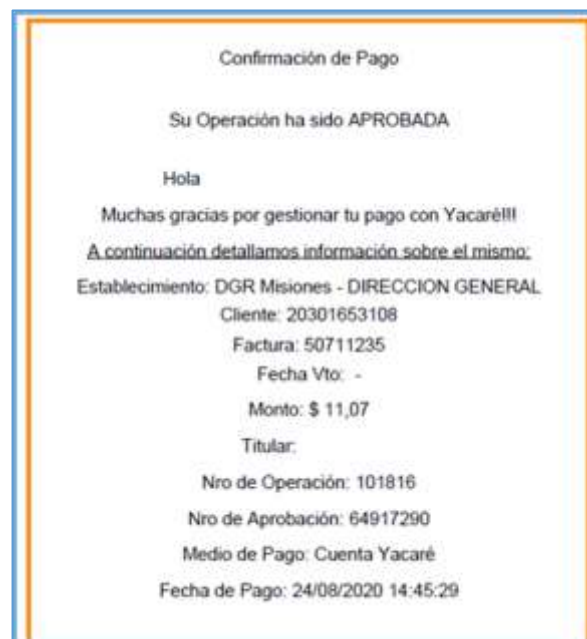 Confirmación de Pago
Su Operación ha sido APROBADA
Hola
Muchas gracias por gestionar tu pago con Yacaré!!!
A continuación detallamos información sobre el mismo:
Establecimiento: DGR Misiones - DIRECCION GENERAL
Cliente: 20301653108
Factura: 50711235
Fecha Vto: -
Monto: $ 11,07
Titular:
Nro de Operación: 101816
Nro de Aprobación: 64917290
Medio de Pago: Cuenta Yacaré
Fecha de Pago: 24/08/2020 14:45:29